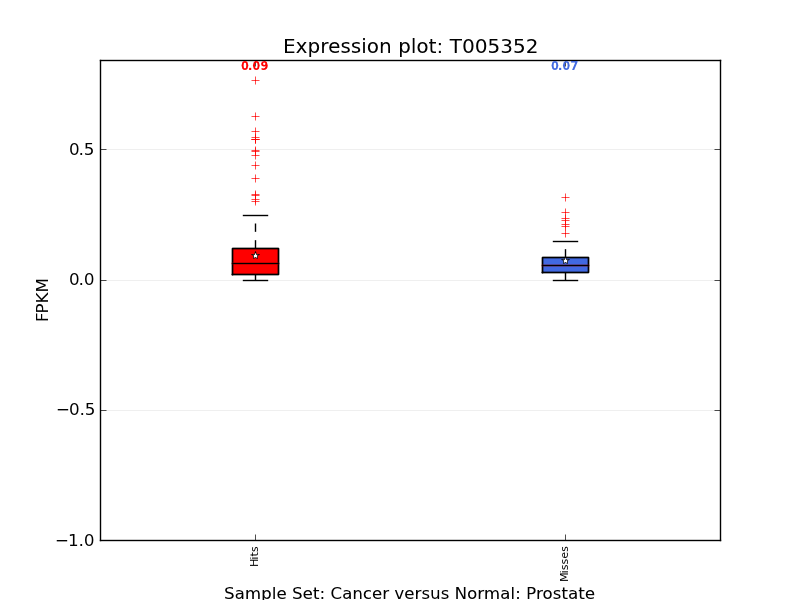 Expression plot: T005352
0.09
0.07
0.5
0.0
−0.5
−1.0
FPKM
Hits
Misses
Sample Set: Cancer versus Normal: Prostate